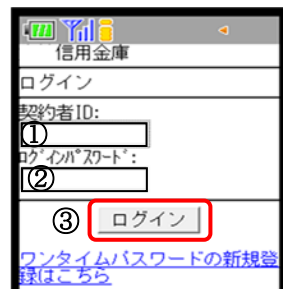 信用金庫
ログイン
契約者ID:
①
ﾛｸﾞｲﾝﾊﾟｽﾜｰﾄﾞ:
②
③ ログイン
ワンタイムパスワードの新規登
録はこちら